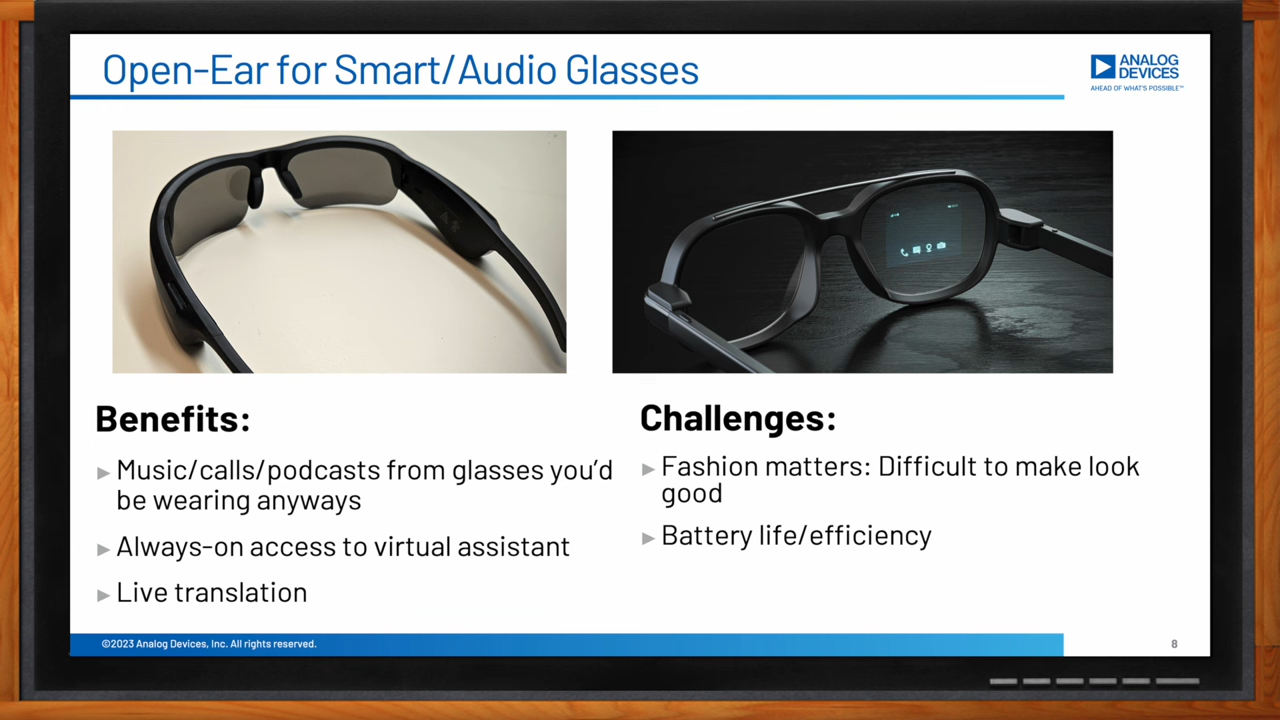 Open-Ear for Smart/Audio Glasses
ANALOG
DEVICES
AHEAD OF WHAT'S POSSIBLE™
Benefits:
► Music/calls/podcasts from glasses you’d
be wearing anyways
► Always-on access to virtual assistant
► Live translation
Challenges:
► Fashion matters: Difficult to make look
good
► Battery life/efficiency
©2023 Analog Devices, Inc. All rights reserved.
8